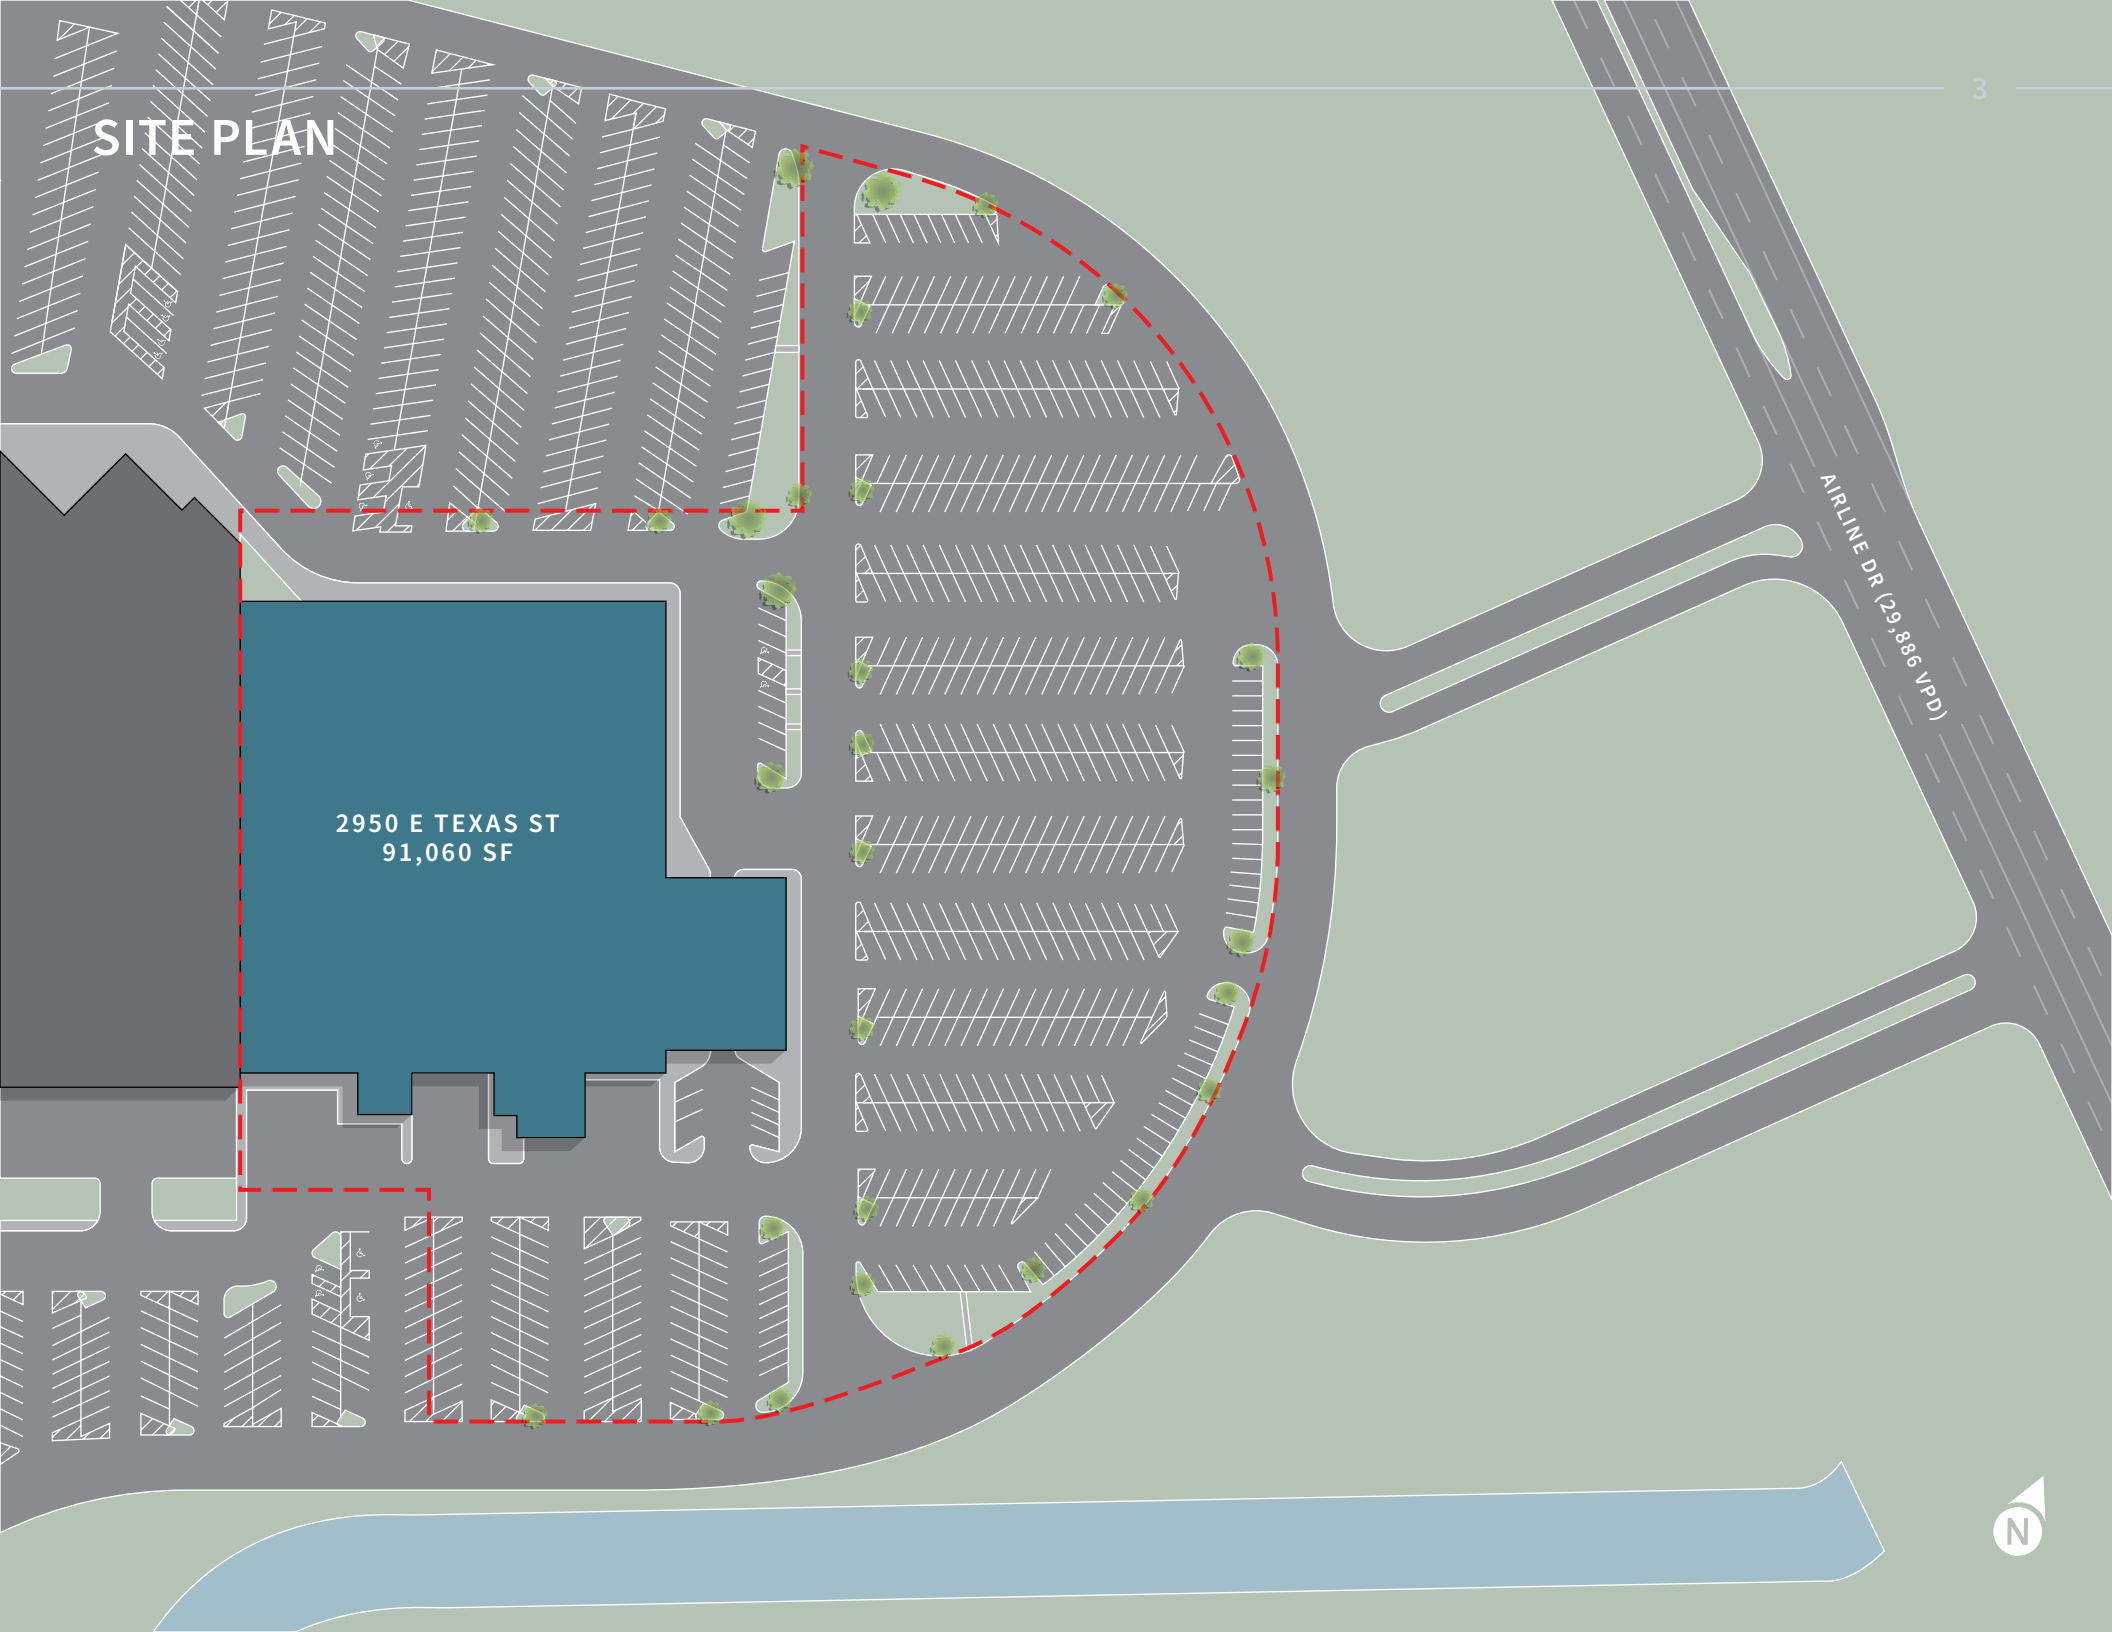 3
SITE PLAN
2950 E TEXAS ST
91,060 SF
AIRLINE DR (29,886 VPD)
N